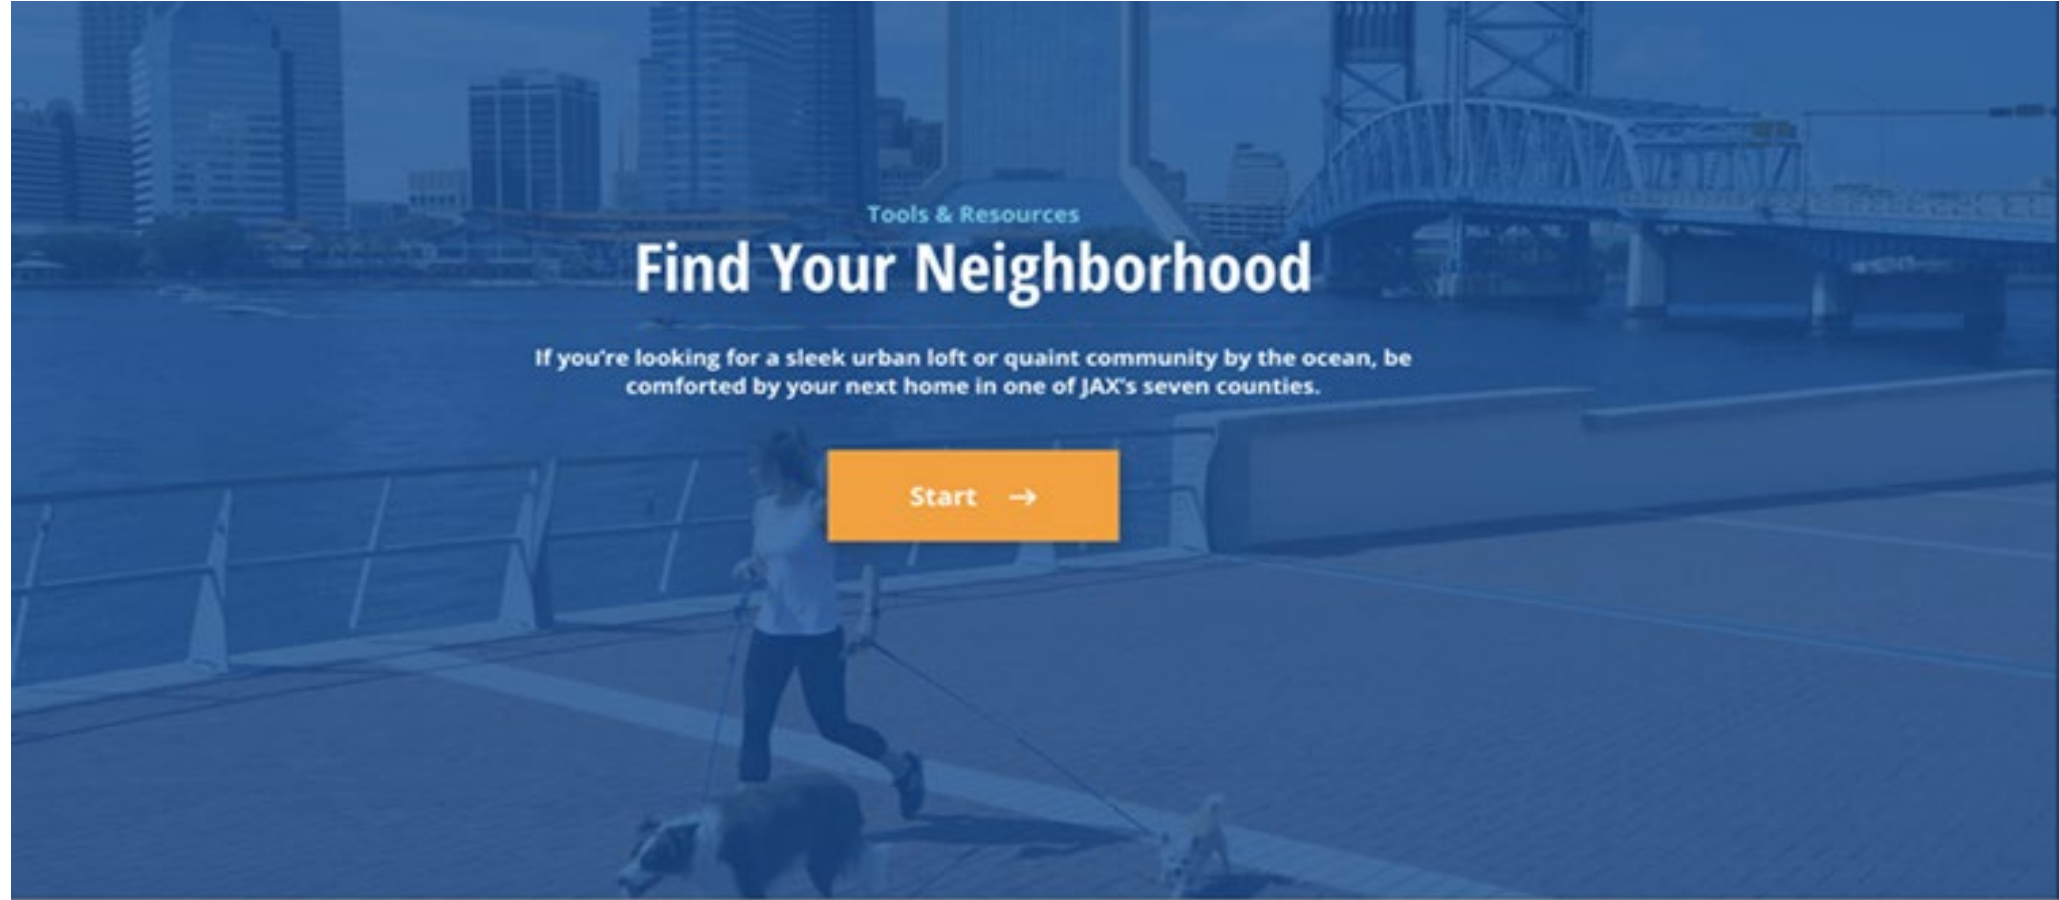 Tools & Resources
Find Your Neighborhood
If you're looking for a sleek urban loft or quaint community by the ocean, be
comforted by your next home in one of JAX's seven counties.
Start →